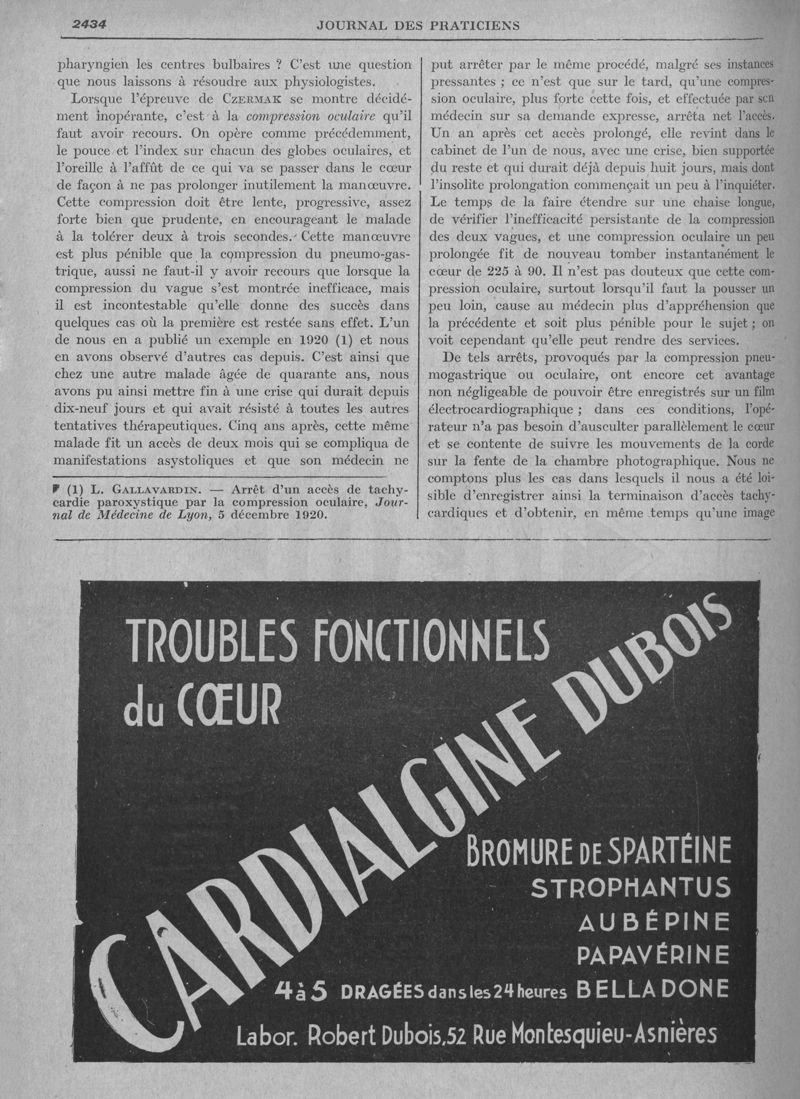 2434
JOURNAL DES PRATICIENS
pharyngien les centres bulbaires ? C'est une question
que nous laissons à résoudre aux physiologistes.
Lorsque l'épreuve de CZERMAK se montre décidé-
ment inopérante, c'est à la compression oculaire qu'il
faut avoir recours. On opère comme précédemment,
le pouce et l'index sur chacun des globes oculaires, et
l'oreille à l'affût de ce qui va se passer dans le cœur
de façon à ne pas prolonger inutilement la manœuvre.
Cette compression doit être lente, progressive, assez
forte bien que prudente, en encourageant le malade
à la tolérer deux à trois secondes. Cette manœuvre
est plus pénible que la compression du pneumo-gas-
trique, aussi ne faut-il y avoir recours que lorsque la
compression du vague s'est montrée inefficace, mais
il est incontestable qu'elle donne des succès dans
quelques cas où la première est restée sans effet. L'un
de nous en a publié un exemple en 1920 (1) et nous
en avons observé d'autres cas depuis. C'est ainsi que
chez une autre malade âgée de quarante ans, nous
avons pu ainsi mettre fin à une crise qui durait depuis
dix-neuf jours et qui avait résisté à toutes les autres
tentatives thérapeutiques. Cinq ans après, cette même
malade fit un accès de deux mois qui se compliqua de
manifestations asystoliques et que son médecin ne
(1) L. GALLAVARDIN. — Arrêt d'un accès de tachy-
cardie paroxystique par la compression oculaire, Jour-
nal de Médecine de Lyon, 5 décembre 1920.
put arrêter par le même procédé, malgré ses instances
pressantes ; ce n'est que sur le tard, qu'une compres-
sion oculaire, plus forte cette fois, et effectuée par son
médecin sur sa demande expresse, arrêta net l'accès.
Un an après cet accès prolongé, elle revint dans le
cabinet de l'un de nous, avec une crise, bien supportée
du reste et qui durait déjà depuis huit jours, mais dont
l'insolite prolongation commençait un peu à l'inquiéter.
Le temps de la faire étendre sur une chaise longue,
de vérifier l'inefficacité persistante de la compression
des deux vagues, et une compression oculaire un peu
prolongée fit de nouveau tomber instantanément le
cœur de 225 à 90. Il n'est pas douteux que cette com-
pression oculaire, surtout lorsqu'il faut la pousser un
peu loin, cause au médecin plus d'appréhension que
la précédente et soit plus pénible pour le sujet ; on
voit cependant qu'elle peut rendre des services.
De tels arrêts, provoqués par la compression pneu-
mogastrique ou oculaire, ont encore cet avantage
non négligeable de pouvoir être enregistrés sur un film
électrocardiographique ; dans ces conditions, l'opé-
rateur n'a pas besoin d'ausculter parallèlement le cœur
et se contente de suivre les mouvements de la corde
sur la fente de la chambre photographique. Nous ne
comptons plus les cas dans lesquels il nous a été loi-
sible d'enregistrer ainsi la terminaison d'accès tachy-
cardiques et d'obtenir, en même temps qu'une image
TROUBLES FONCTIONNELS
du CŒUR
CARDIALGINE DUBOIS
BROMURE DE SPARTÉINE
STROPHANTUS
AUBÉPINE
PAPAVÉRINE
4 à 5 DRAGÉES dans les 24 heures BELLADONE
Labor. Robert Dubois,52 Rue Montesquieu-Asnières